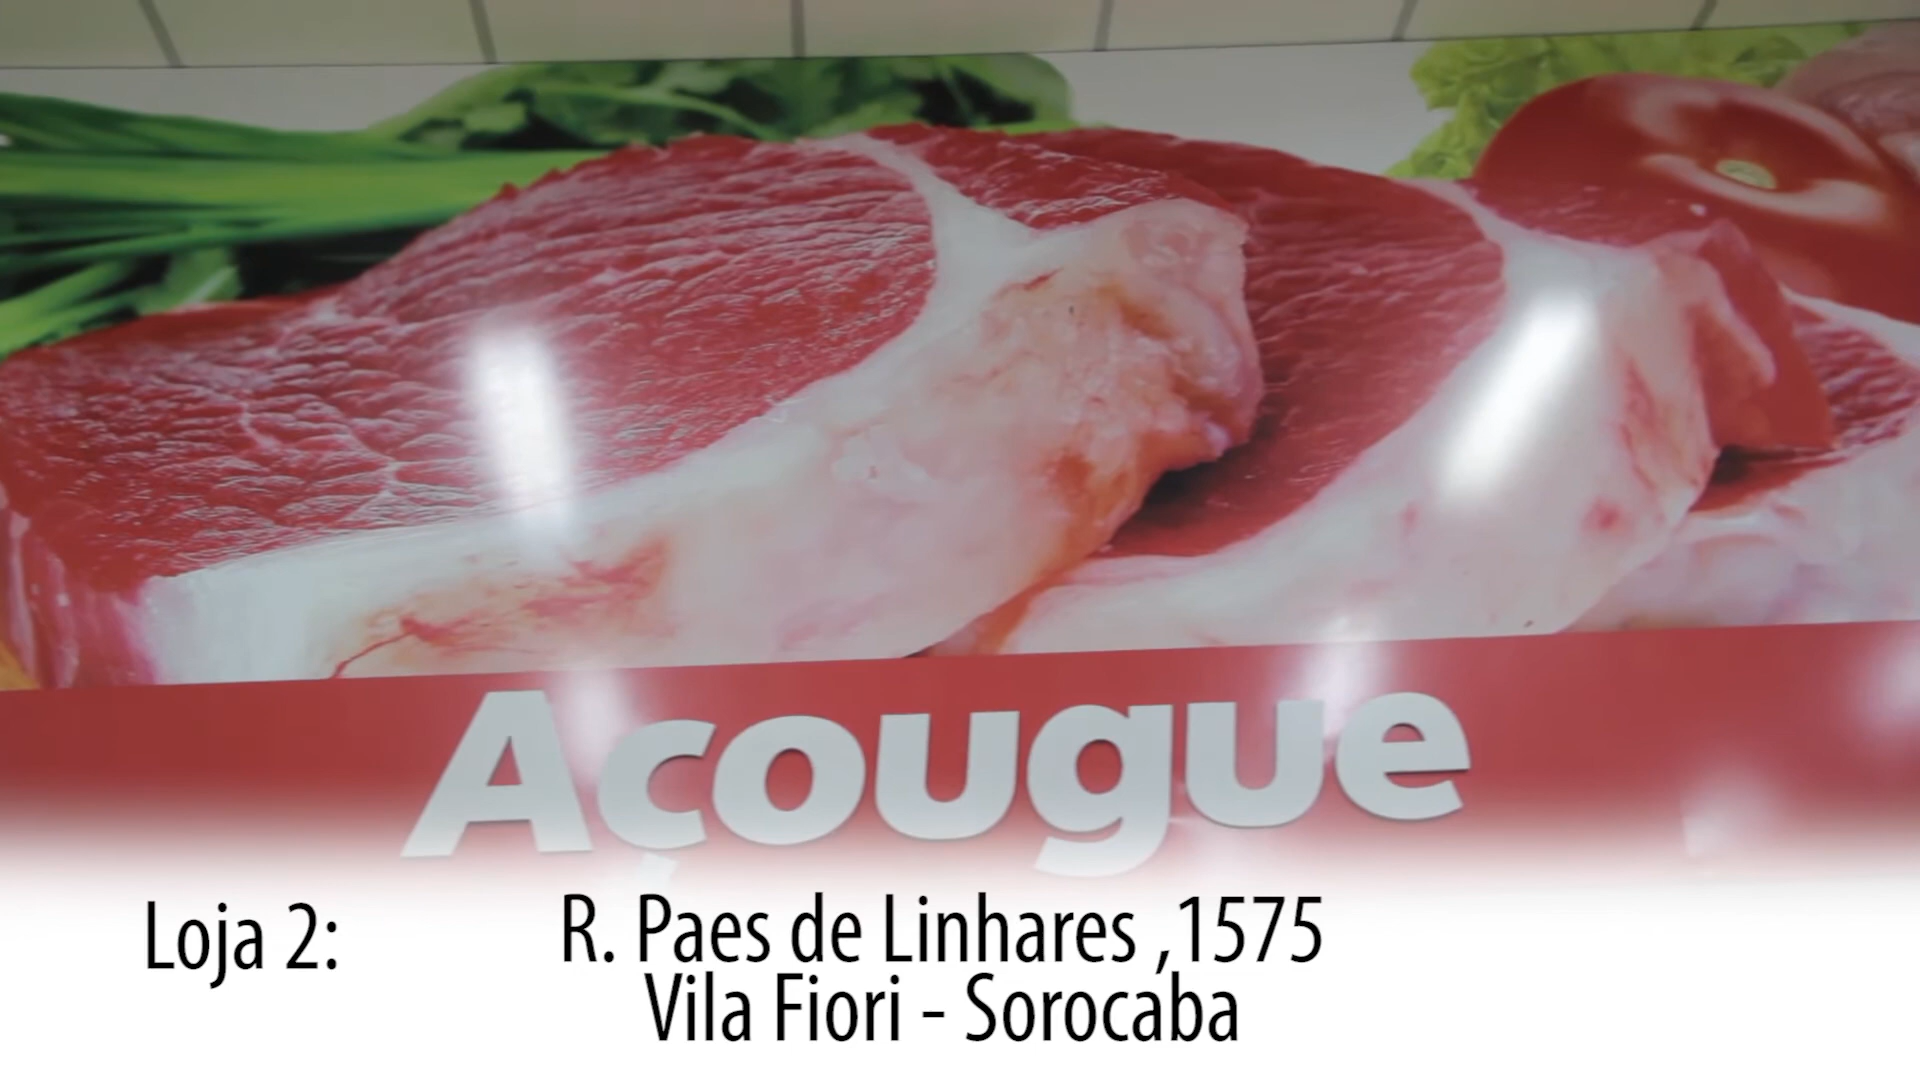 Açougue
Loja 2:
R. Paes de Linhares ,1575
Vila Fiori - Sorocaba